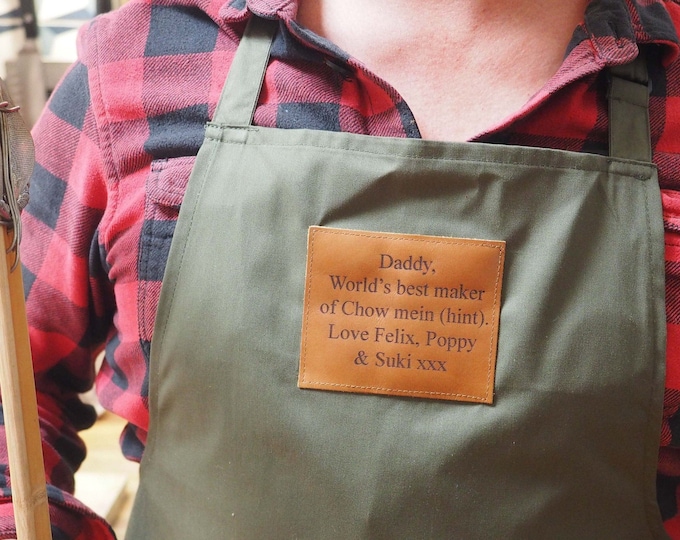 Daddy,
World's best maker
of Chow mein (hint).
Love Felix, Poppy
& Suki xxx